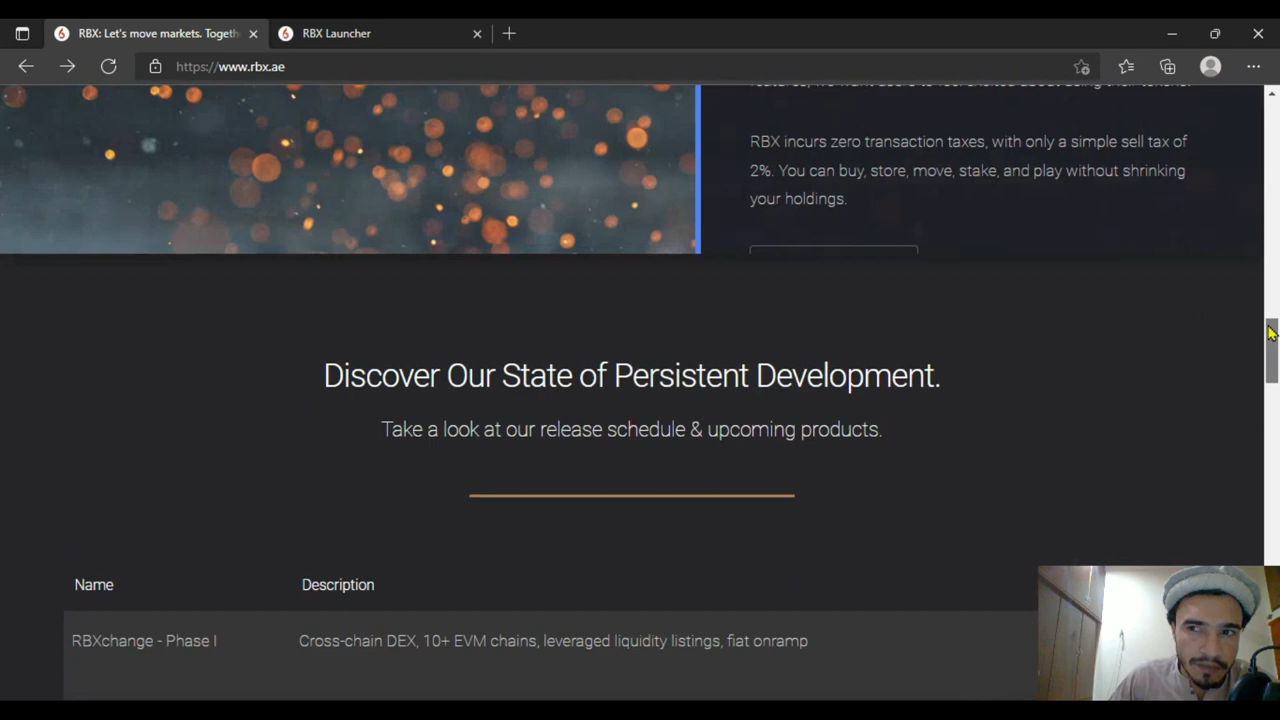 RBX: Let's move markets. Togeth
RBX Launcher
https://www.rbx.ae
RBX incurs zero transaction taxes, with only a simple sell tax of
2%. You can buy, store, move, stake, and play without shrinking
your holdings.
Discover Our State of Persistent Development.
Take a look at our release schedule & upcoming products.
Name
Description
RBXchange - Phase I
Cross-chain DEX, 10+ EVM chains, leveraged liquidity listings, fiat onramp